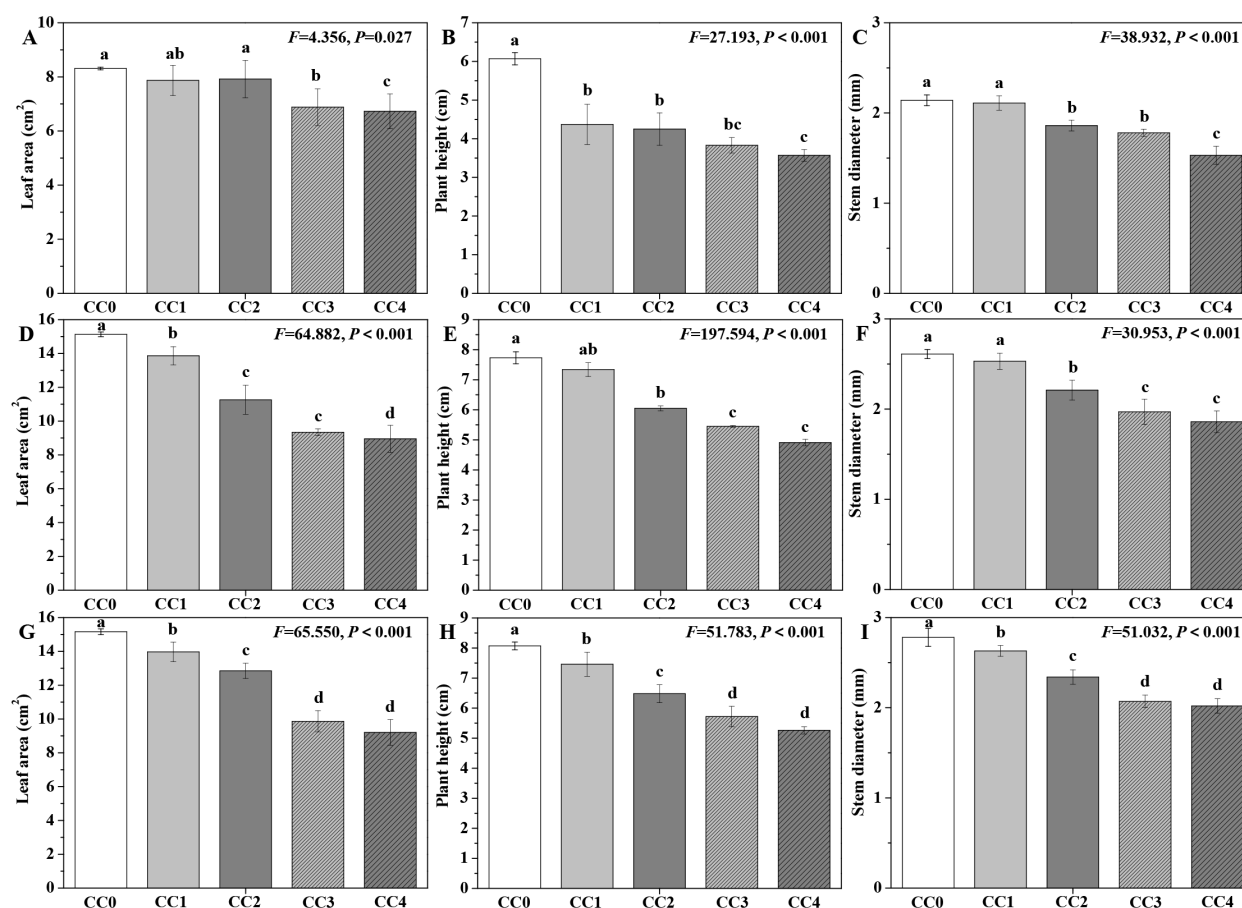 A
F=4.356, P=0.027
Leaf area (cm²)
10
8
6
4
2
0
a
ab
a
b
c
CC0 CC1 CC2 CC3 CC4
B
F=27.193, P < 0.001
Plant height (cm)
7
6
5
4
3
2
1
0
a
b
b
bc
c
CC0 CC1 CC2 CC3 CC4
C
F=38.932, P < 0.001
Stem diameter (mm)
3
2
1
0
a
a
b
b
c
CC0 CC1 CC2 CC3 CC4
D
F=64.882, P < 0.001
Leaf area (cm²)
16
14
12
10
8
6
4
2
0
a
b
c
c
d
CC0 CC1 CC2 CC3 CC4
E
F=197.594, P < 0.001
Plant height (cm)
9
8
7
6
5
4
3
2
1
0
a
ab
b
c
c
CC0 CC1 CC2 CC3 CC4
F
F=30.953, P < 0.001
Stem diameter (mm)
3
2
1
0
a
a
b
c
c
CC0 CC1 CC2 CC3 CC4
G
F=65.550, P < 0.001
Leaf area (cm²)
16
14
12
10
8
6
4
2
0
a
b
c
d
d
CC0 CC1 CC2 CC3 CC4
H
F=51.783, P < 0.001
Plant height (cm)
9
8
7
6
5
4
3
2
1
0
a
b
c
d
d
CC0 CC1 CC2 CC3 CC4
I
F=51.032, P < 0.001
Stem diameter (mm)
3
2
1
0
a
b
c
d
d
CC0 CC1 CC2 CC3 CC4